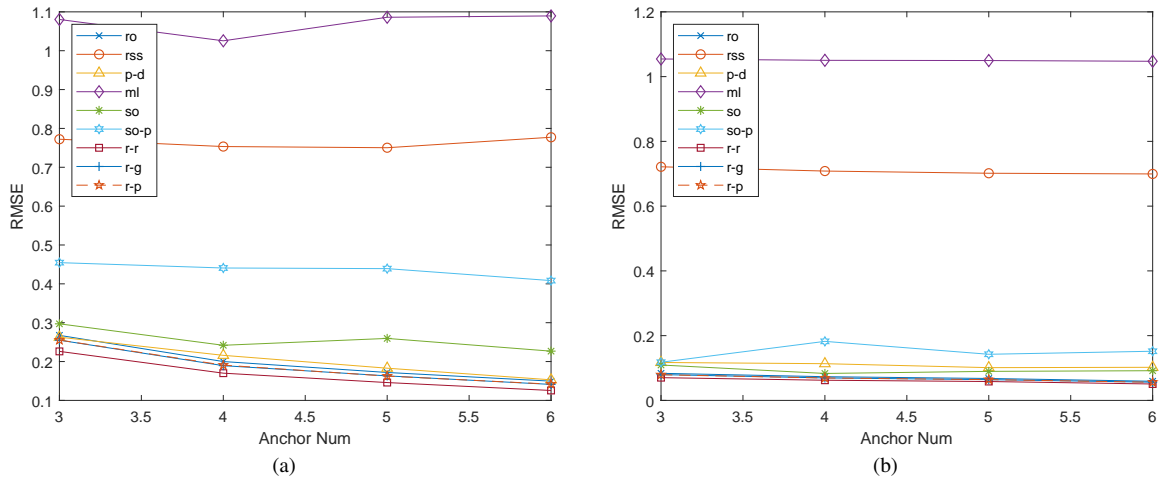 1.1
1
0.9
0.8
0.7
0.6
0.5
0.4
0.3
0.2
0.1
RMSE
ro
rss
p-d
ml
so
so-p
r-r
r-g
r-p
3
3.5
4
4.5
5
5.5
6
Anchor Num
(a)
1.2
1
0.8
0.6
0.4
0.2
0
RMSE
ro
rss
p-d
ml
so
so-p
r-r
r-g
r-p
3
3.5
4
4.5
5
5.5
6
Anchor Num
(b)